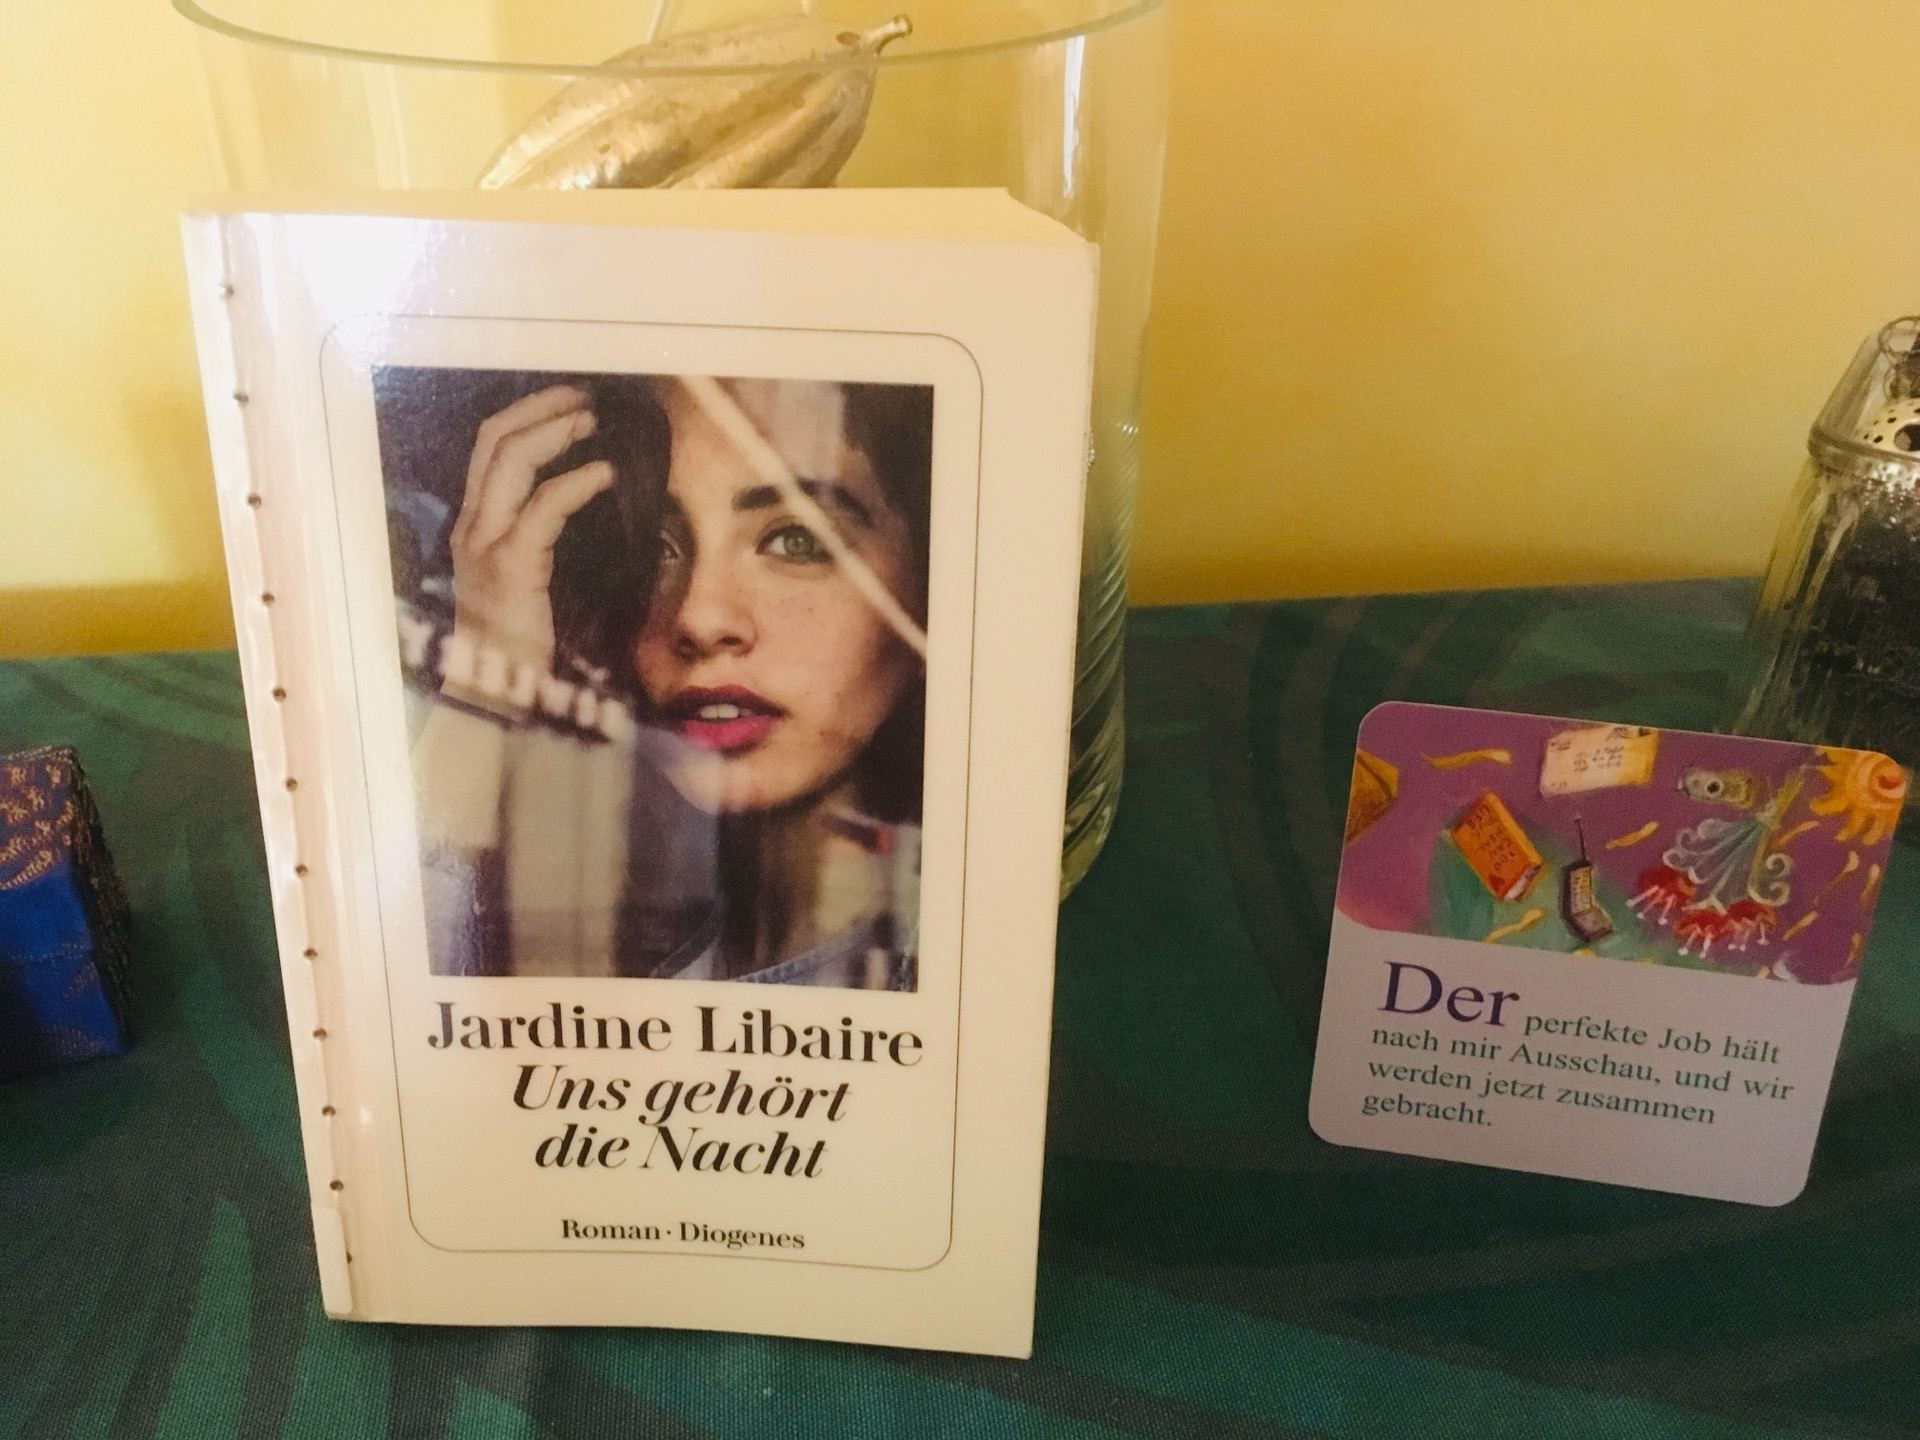 Jardine Libaire
Uns gehört
die Nacht
Roman · Diogenes
Der perfekte Job hält
nach mir Ausschau, und wir
werden jetzt zusammen
gebracht.